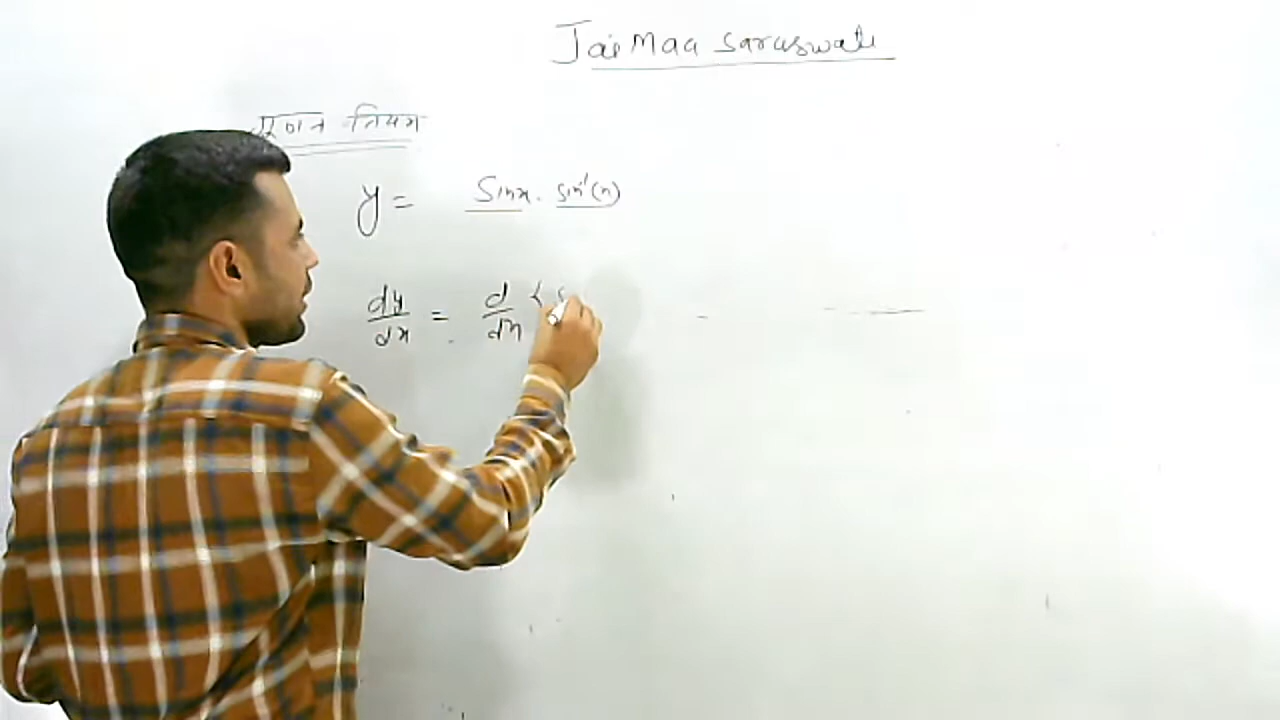 Jai Maa Saraswati
गुणन नियम
y = Sinx . sin⁻¹(x)
dy/dx = d/dx { s